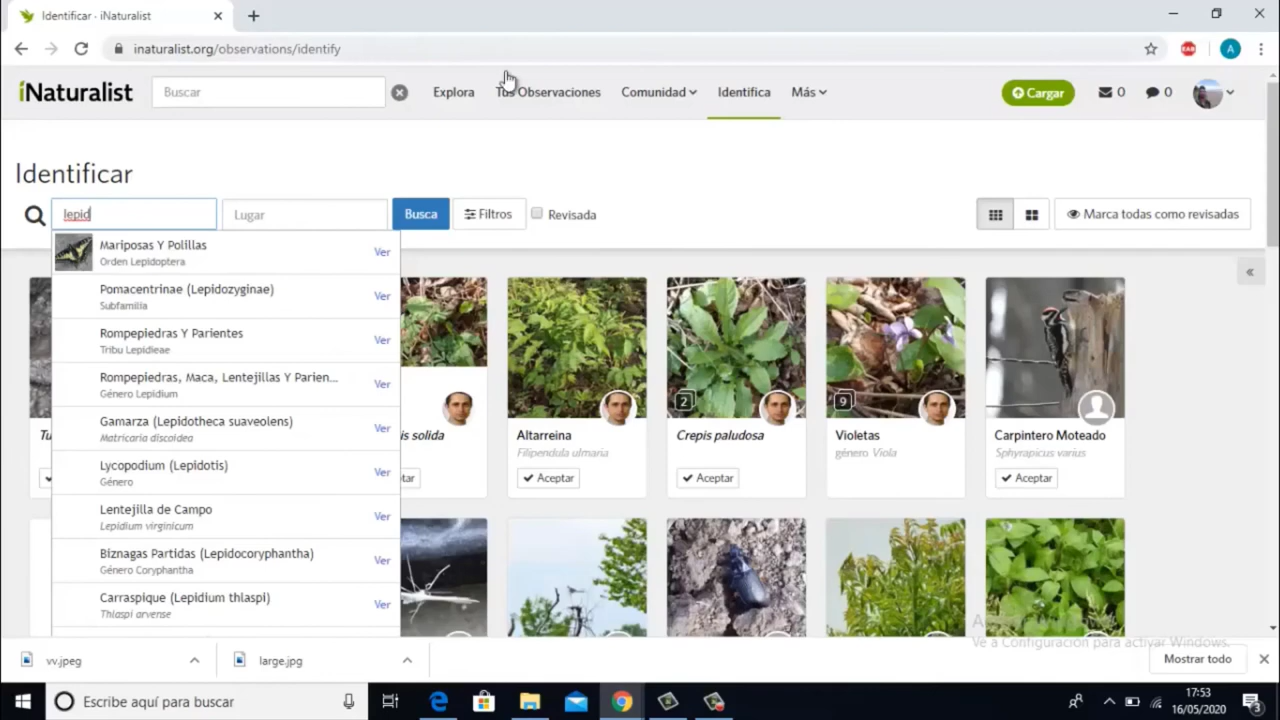 Identificar · iNaturalist
inaturalist.org/observations/identify
A
iNaturalist
Buscar
Explora
Tus Observaciones
Comunidad
Identifica
Más
Cargar
0
0
Identificar
lepid
Lugar
Busca
Filtros
Revisada
Marca todas como revisadas
Mariposas Y Polillas
Orden Lepidoptera
Ver
Pomacentrinae (Lepidozyginae)
Subfamilia
Ver
Rompepiedras Y Parientes
Tribu Lepidieae
Ver
Rompepiedras, Maca, Lentejillas Y Parien...
Género Lepidium
Ver
Gamarza (Lepidotheca suaveolens)
Matricaria discoidea
Ver
Lycopodium (Lepidotis)
Género
Ver
Lentejilla de Campo
Lepidium virginicum
Ver
Biznagas Partidas (Lepidocoryphantha)
Género Coryphantha
Ver
Carraspique (Lepidium thlaspi)
Thlaspi arvense
Ver
Tu
is solida
tar
Altarreina
Filipendula ulmaria
Aceptar
2
Crepis paludosa
Aceptar
9
Violetas
género Viola
Carpintero Moteado
Sphyrapicus varius
Aceptar
Ve a Configuración para activar Windows.
vv.jpeg
large.jpg
Mostrar todo
Escribe aquí para buscar
17:53
16/05/2020
3